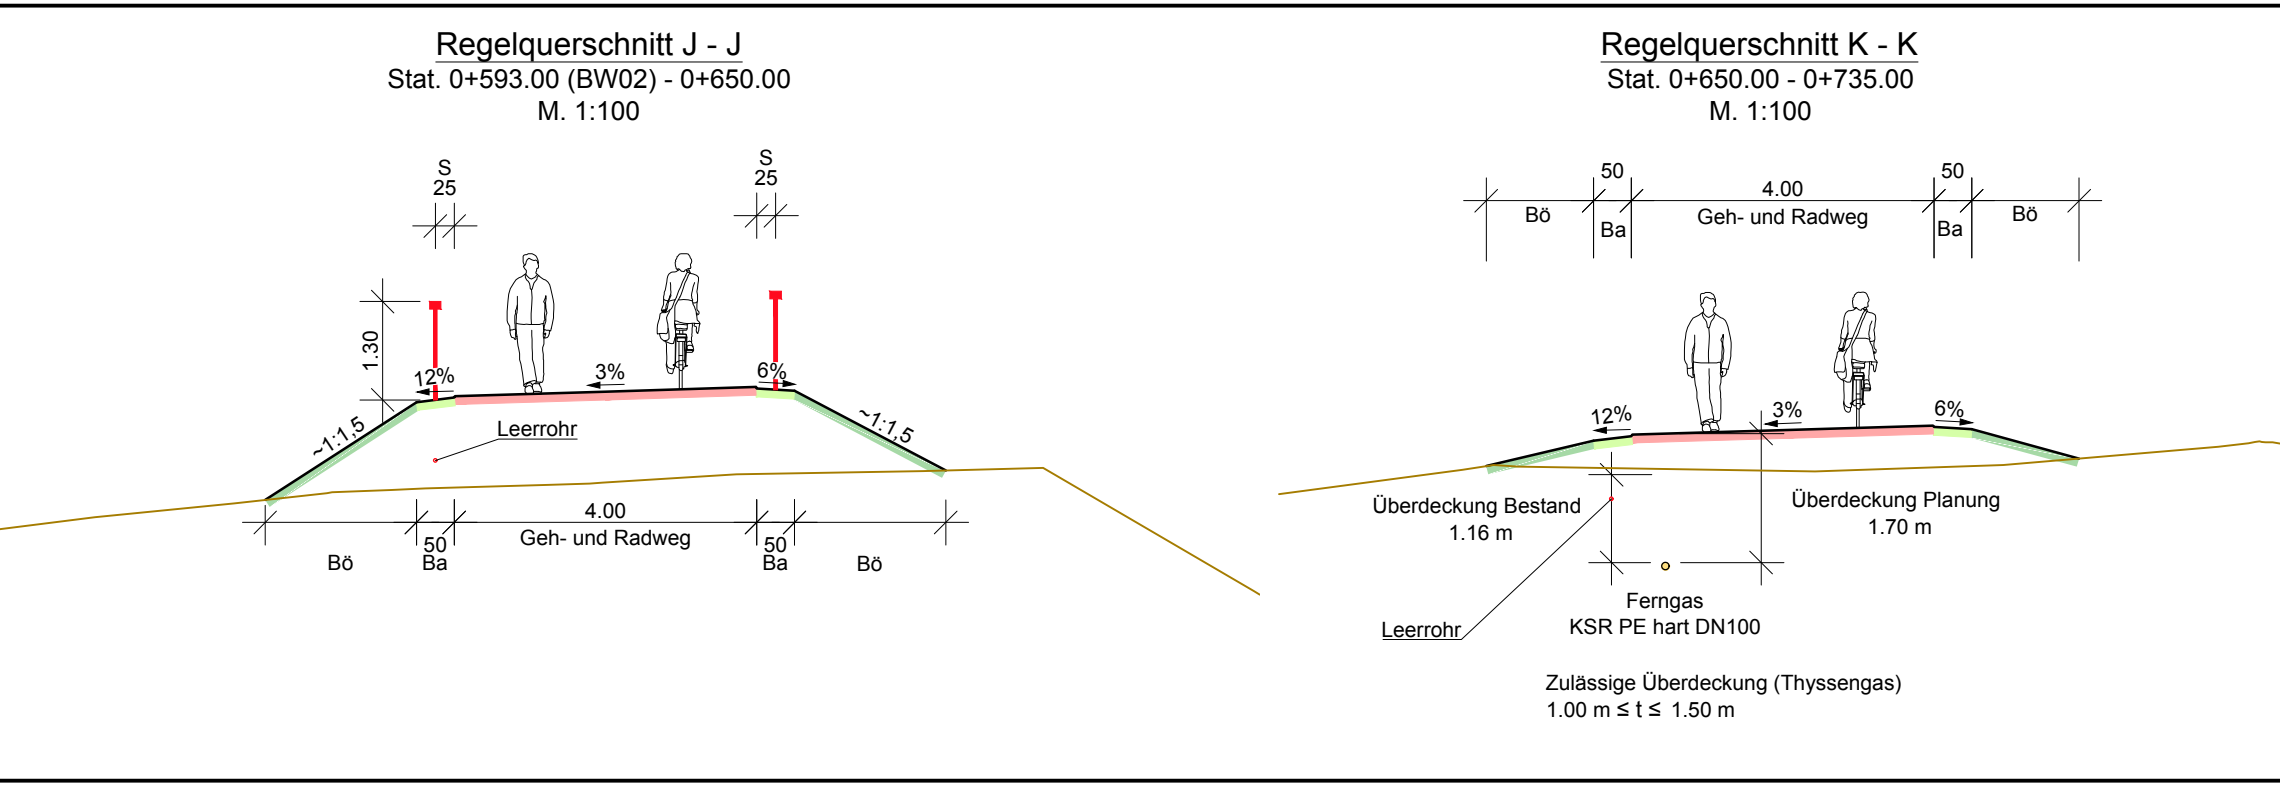 Regelquerschnitt J - J
Stat. 0+593.00 (BW02) - 0+650.00
M. 1:100
S
25
S
25
1.30
12%
3%
6%
~1:1,5
~1:1,5
Leerrohr
4.00
Geh- und Radweg
50
Ba
50
Ba
Bö
Bö
Regelquerschnitt K - K
Stat. 0+650.00 - 0+735.00
M. 1:100
50
50
4.00
Bö
Ba
Geh- und Radweg
Ba
Bö
12%
3%
6%
Überdeckung Bestand
1.16 m
Überdeckung Planung
1.70 m
Ferngas
KSR PE hart DN100
Leerrohr
Zulässige Überdeckung (Thyssengas)
1.00 m ≤ t ≤ 1.50 m